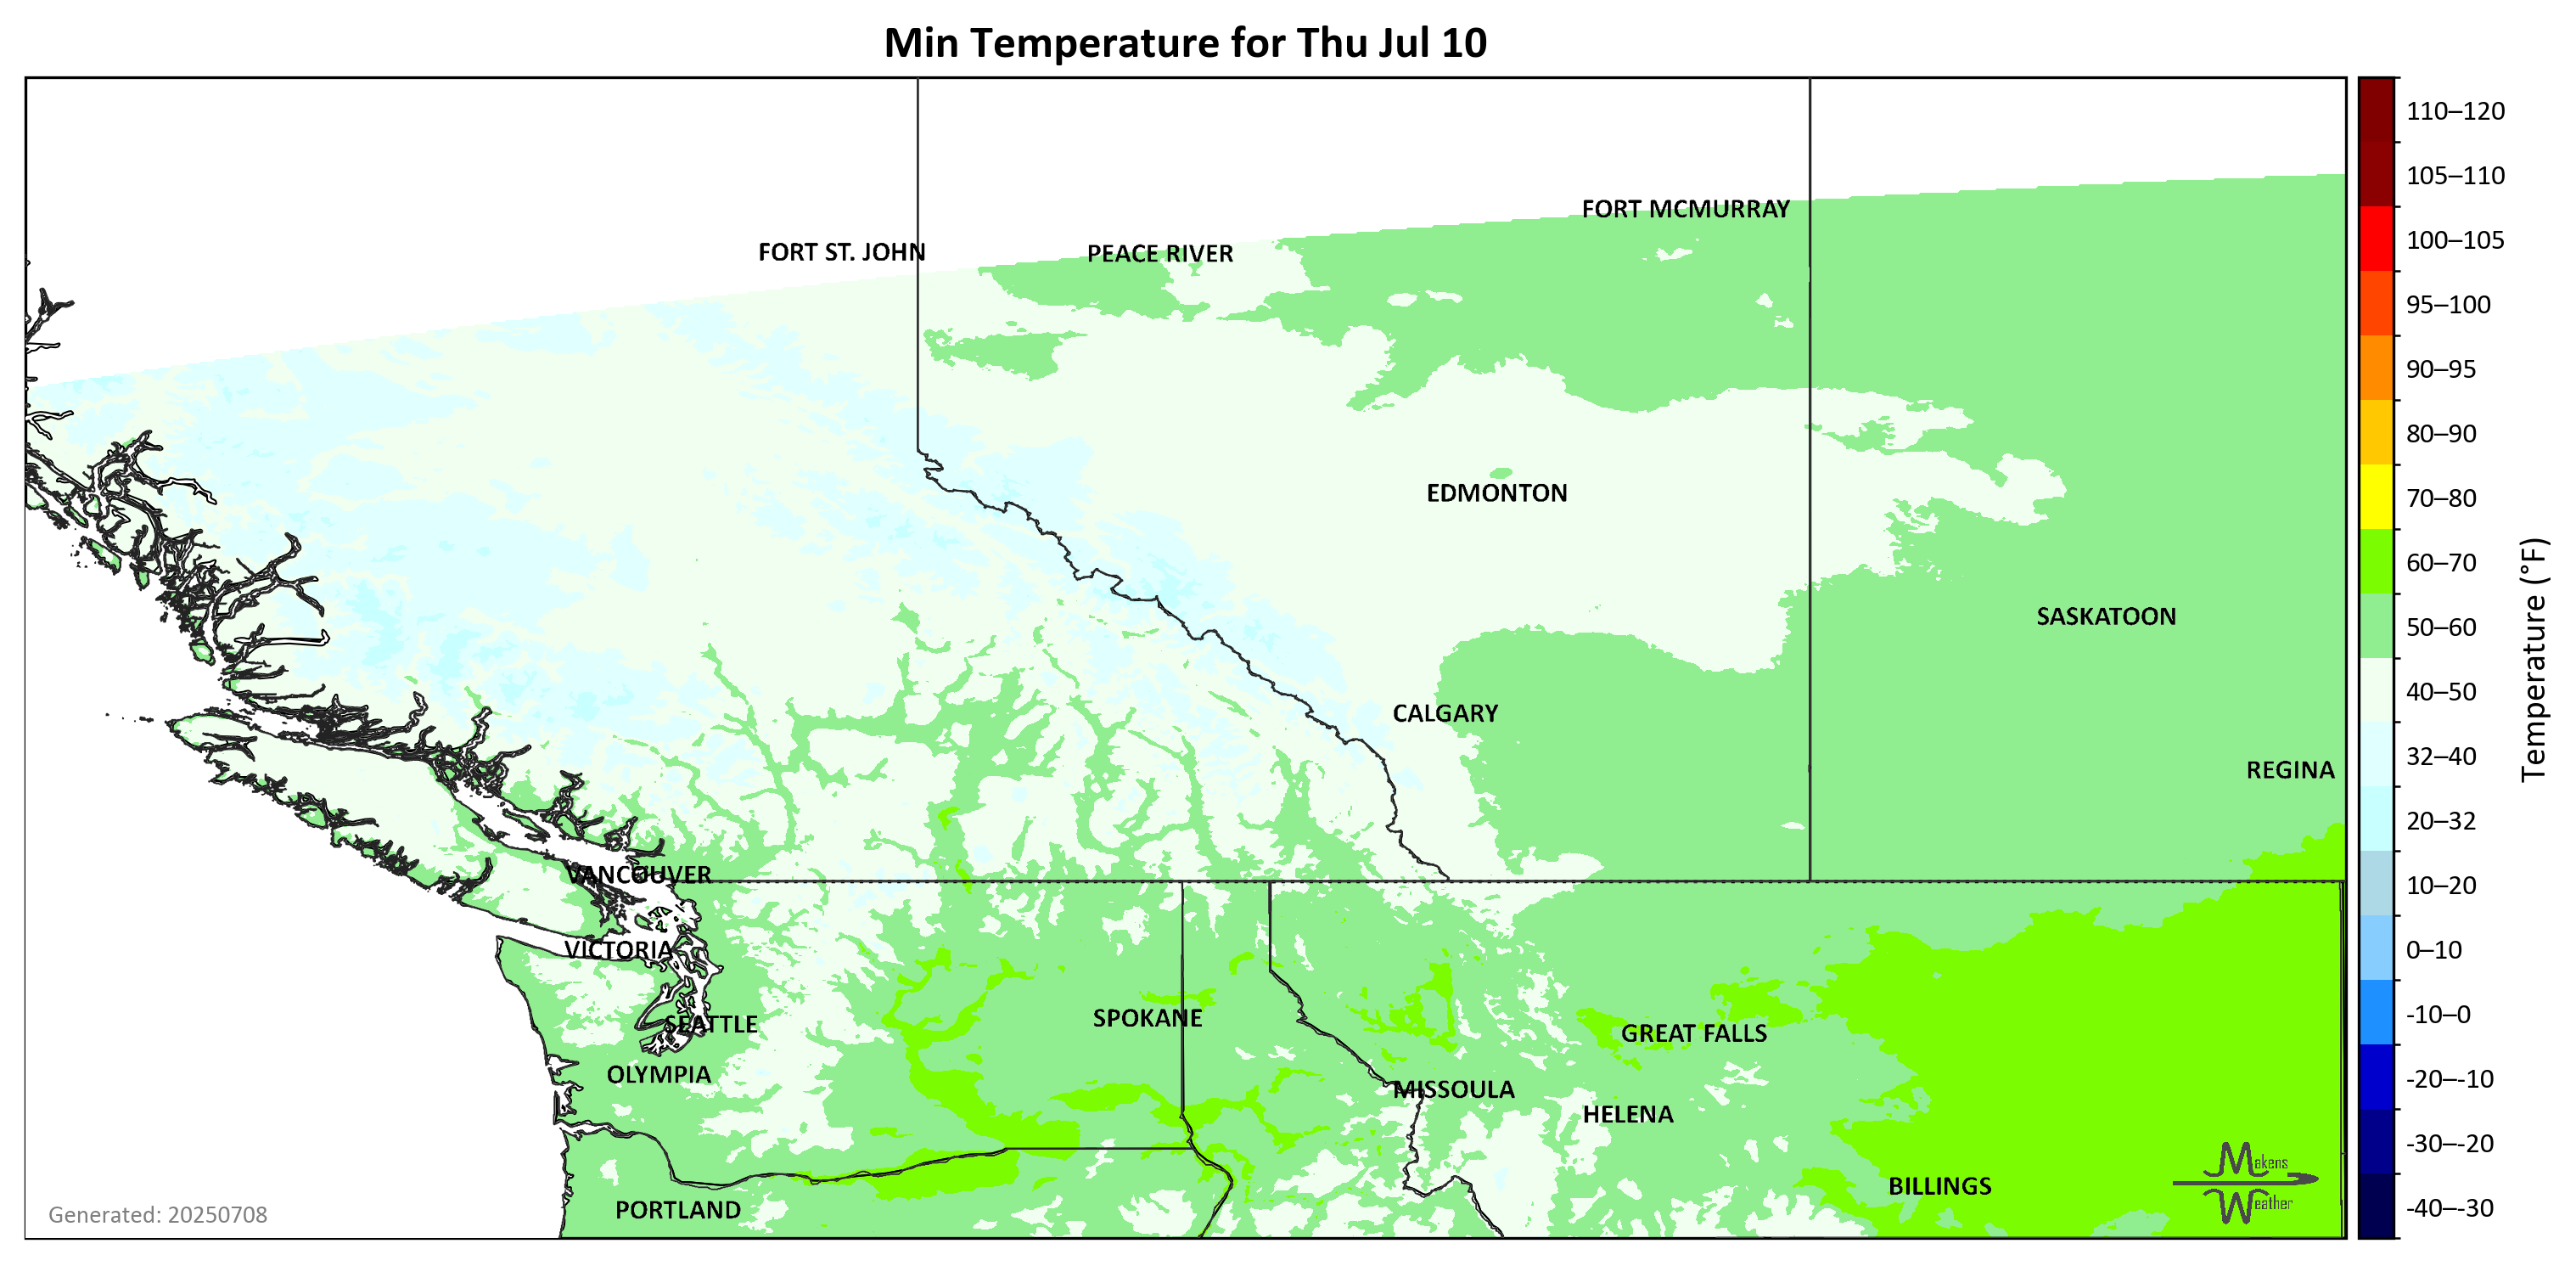 Min Temperature for Thu Jul 10
FORT MCMURRAY
FORT ST. JOHN
PEACE RIVER
EDMONTON
SASKATOON
CALGARY
REGINA
VANCOUVER
VICTORIA
SEATTLE
SPOKANE
GREAT FALLS
OLYMPIA
MISSOULA
HELENA
BILLINGS
PORTLAND
Makens
Weather
Generated: 20250708
110–120
105–110
100–105
95–100
90–95
80–90
70–80
60–70
50–60
40–50
32–40
20–32
10–20
0–10
-10–0
-20–-10
-30–-20
-40–-30
Temperature (°F)